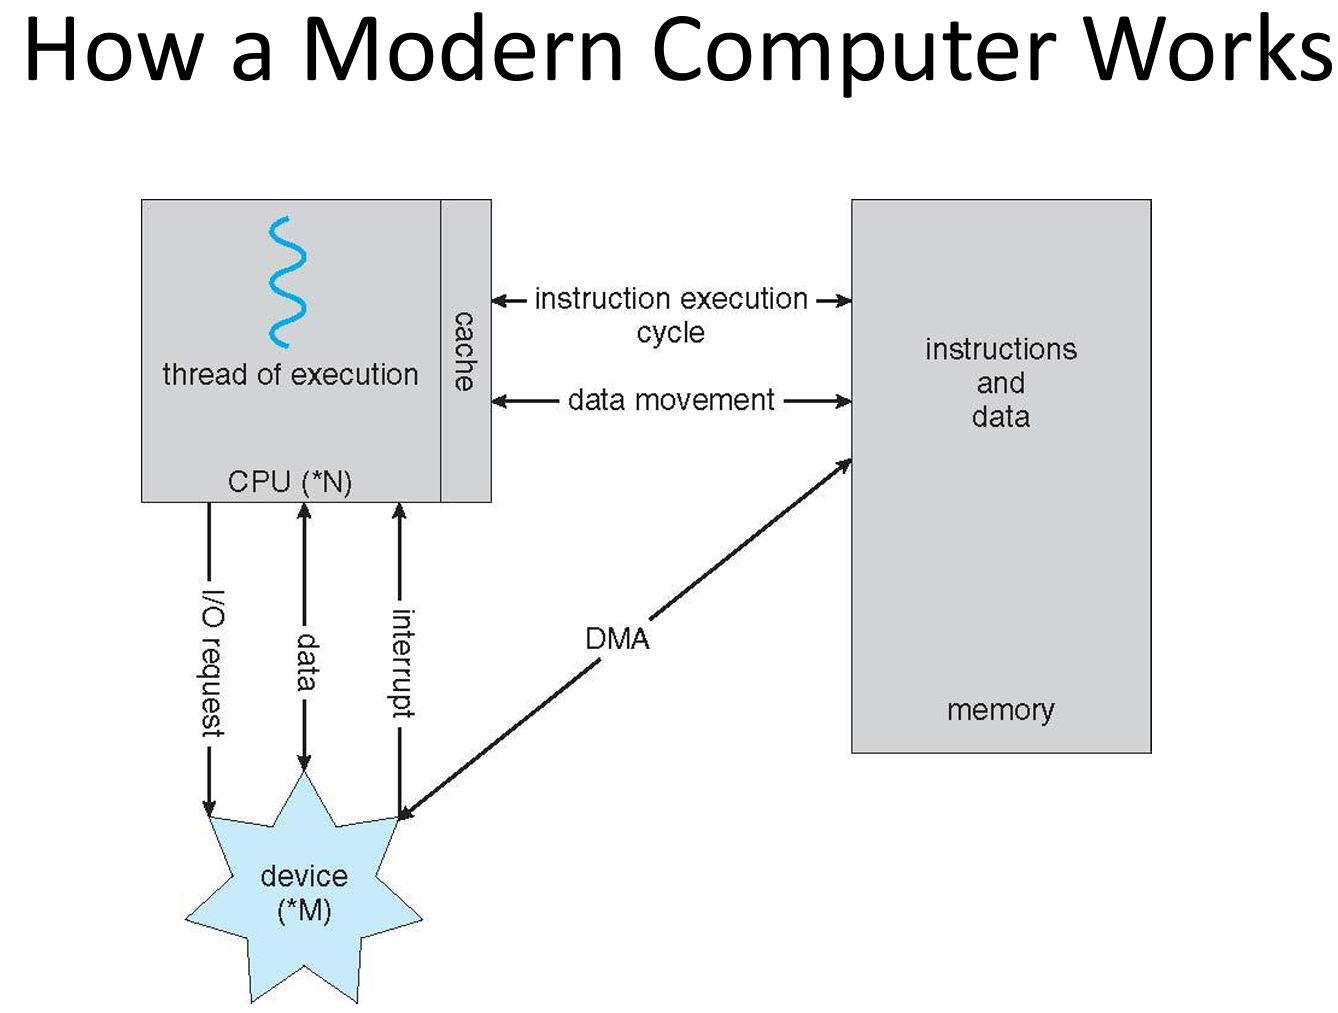 How a Modern Computer Works
thread of execution
CPU (*N)
cache
instruction execution
cycle
data movement
instructions
and
data
memory
I/O request
data
interrupt
DMA
device
(*M)